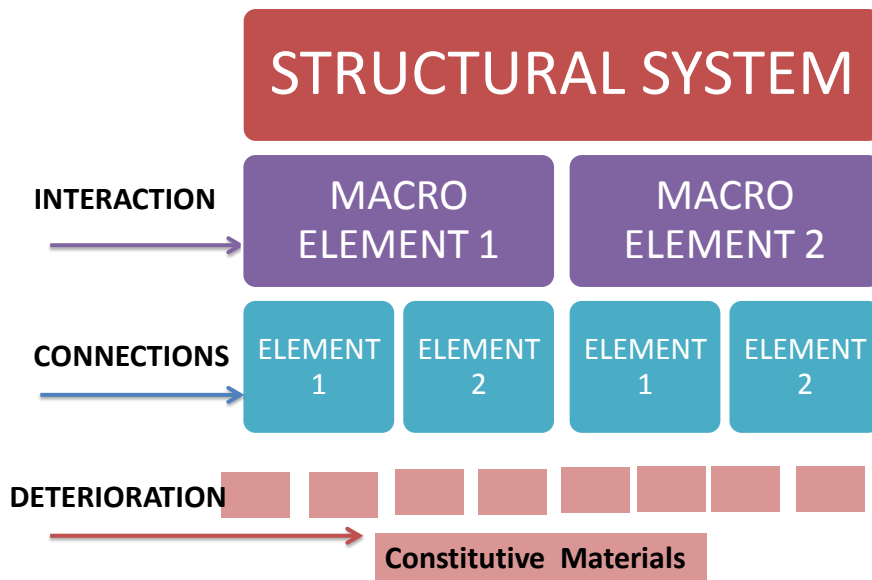 STRUCTURAL SYSTEM
INTERACTION
MACRO
ELEMENT 1
MACRO
ELEMENT 2
CONNECTIONS
ELEMENT
1
ELEMENT
2
ELEMENT
1
ELEMENT
2
DETERIORATION
Constitutive Materials